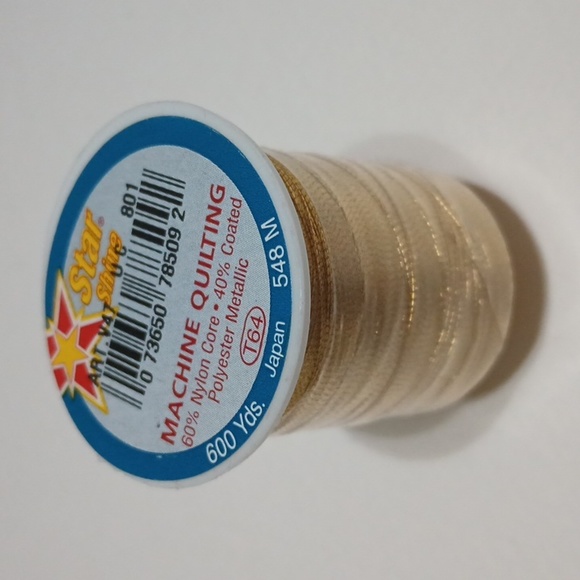 Star®
Shine
ART. V47
801
0 73650 78509 2
MACHINE QUILTING
60% Nylon Core • 40% Coated
Polyester Metallic
T64
600 Yds. Japan 548 M